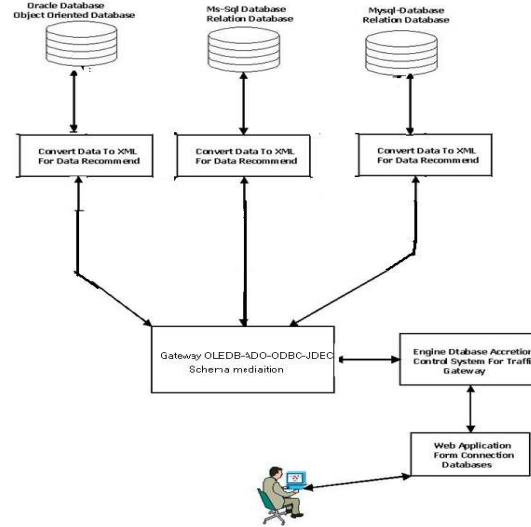 Oracle Database
Object Oriented Database
Ms-Sql Database
Relation Database
Mysql-Database
Relation Database
Convert Data To XML
For Data Recommend
Convert Data To XML
For Data Recommend
Convert Data To XML
For Data Recommend
Gateway OLEDB-ADO-ODBC-JDEC
Schema mediaition
Engine Dtabase Accretion
Control System For Traffi
Gateway
Web Application
Form Connection
Databases